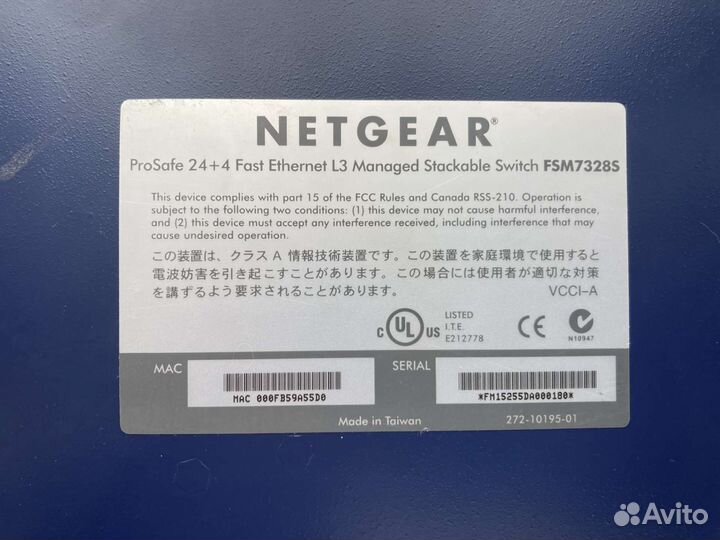 NETGEAR®
ProSafe 24+4 Fast Ethernet L3 Managed Stackable Switch FSM7328S
This device complies with part 15 of the FCC Rules and Canada RSS-210. Operation is
subject to the following two conditions: (1) this device may not cause harmful interference,
and (2) this device must accept any interference received, including interference that may
cause undesired operation.
この装置は、クラス A 情報技術装置です。この装置を家庭環境で使用すると
電波妨害を引き起こすことがあります。この場合には使用者が適切な対策
を講ずるよう要求されることがあります。 VCCI-A
C UL US LISTED
I.T.E.
E212778
CE
N10947
MAC
MAC 000FB59A55D0
SERIAL
*FM15255DA000180*
Made in Taiwan
272-10195-01
Avito